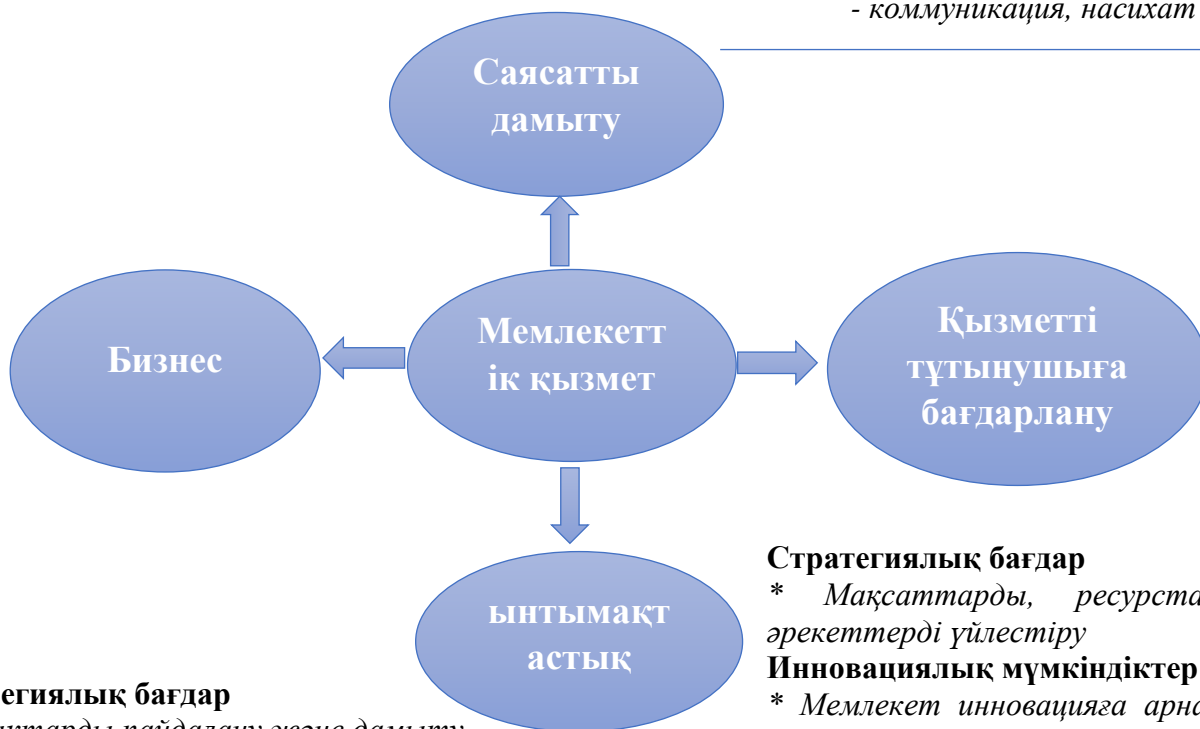 - коммуникация, насихат
Саясатты
дамыту
Бизнес
Мемлекетт
ік қызмет
Қызметті
тұтынушыға
бағдарлану
ынтымақт
астық
Стратегиялық бағдар
* Мақсаттарды, ресурста
әрекеттерді үйлестіру
Инновациялық мүмкіндіктер
* Мемлекет инновацияға арна
егиялық бағдар